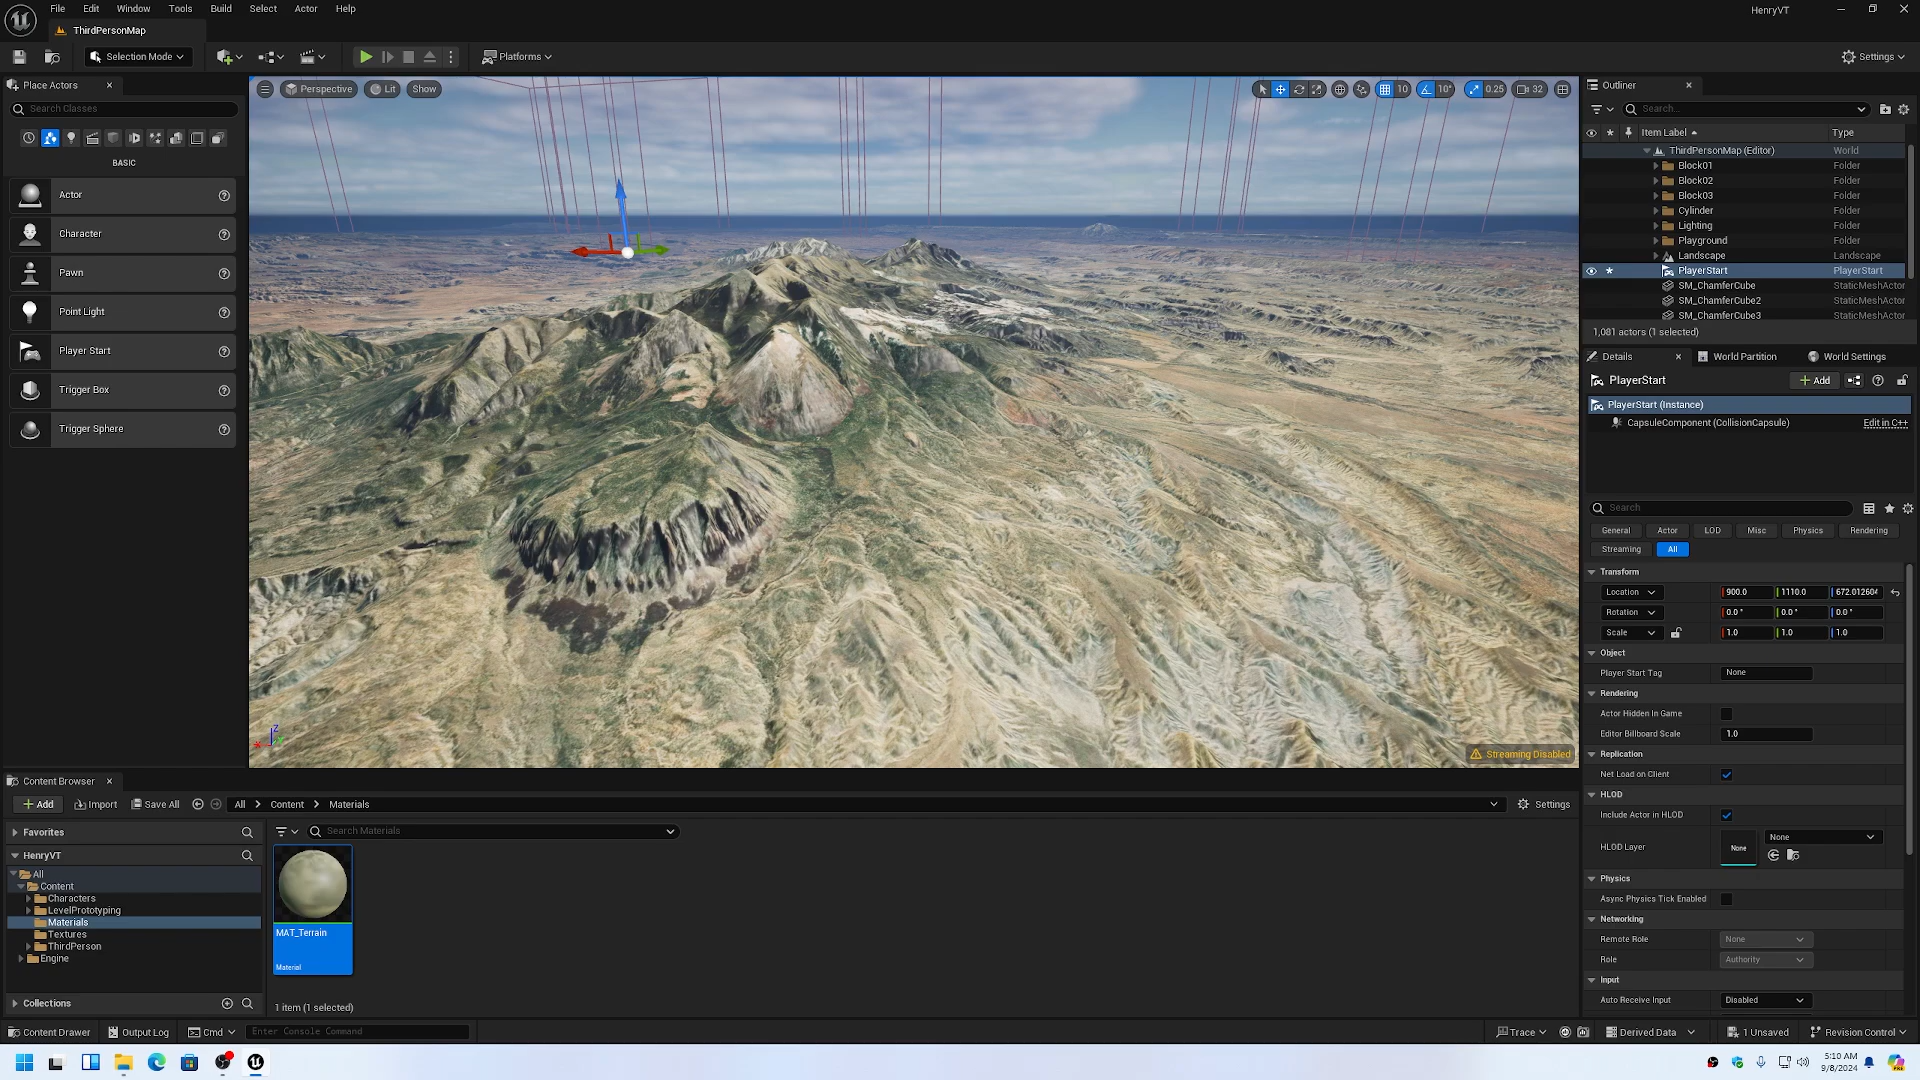 File Edit Window Tools Build Select Actor Help
HenryVT
ThirdPersonMap
Selection Mode
Platforms
Settings
Place Actors
Search Classes
BASIC
Actor
Character
Pawn
Point Light
Player Start
Trigger Box
Trigger Sphere
Perspective Lit Show
10 10° 0.25 32
Streaming Disabled
Outliner
Search...
Item Label Type
ThirdPersonMap (Editor) World
Block01 Folder
Block02 Folder
Block03 Folder
Cylinder Folder
Lighting Folder
Playground Folder
Landscape Landscape
PlayerStart PlayerStart
SM_ChamferCube StaticMeshActor
SM_ChamferCube2 StaticMeshActor
SM_ChamferCube3 StaticMeshActor
1,081 actors (1 selected)
Details World Partition World Settings
PlayerStart Add
PlayerStart (Instance)
CapsuleComponent (CollisionCapsule) Edit in C++
Search
General Actor LOD Misc Physics Rendering
Streaming All
Transform
Location 900.0 1110.0 672.012604
Rotation 0.0° 0.0° 0.0°
Scale 1.0 1.0 1.0
Object
Player Start Tag None
Rendering
Actor Hidden In Game
Editor Billboard Scale 1.0
Replication
Net Load on Client
HLOD
Include Actor in HLOD
HLOD Layer None None
Physics
Async Physics Tick Enabled
Networking
Remote Role None
Role Authority
Input
Auto Receive Input Disabled
Content Browser
Add Import Save All All Content Materials Settings
Favorites
Search Materials
HenryVT
All
Content
Characters
LevelPrototyping
Materials
Textures
ThirdPerson
Engine
Collections
MAT_Terrain
Material
1 item (1 selected)
Content Drawer Output Log Cmd Enter Console Command
Trace Derived Data 1 Unsaved Revision Control
5:10 AM
9/8/2024